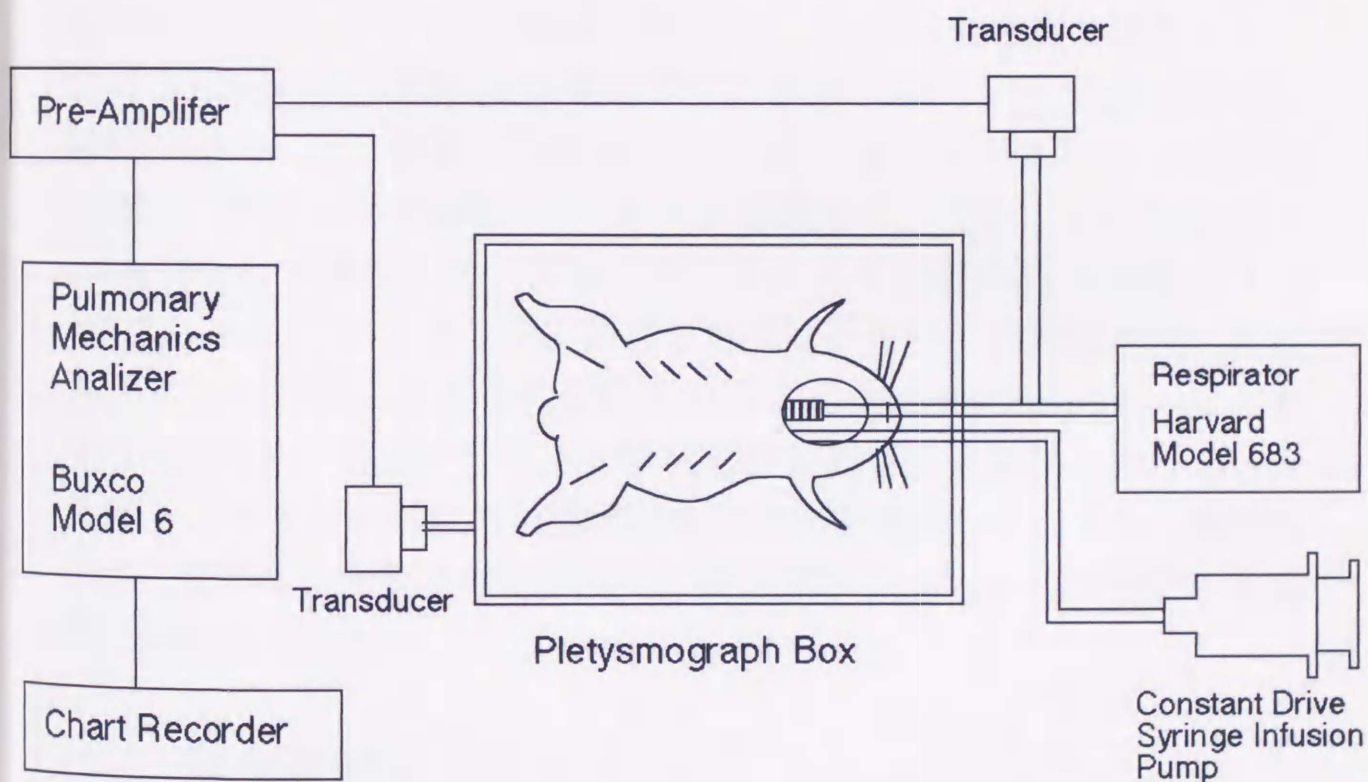 Transducer
Pre-Amplifer
Pulmonary
Mechanics
Analizer
Buxco
Model 6
Transducer
Chart Recorder
Pletysmograph Box
Respirator
Harvard
Model 683
Constant Drive
Syringe Infusion
Pump